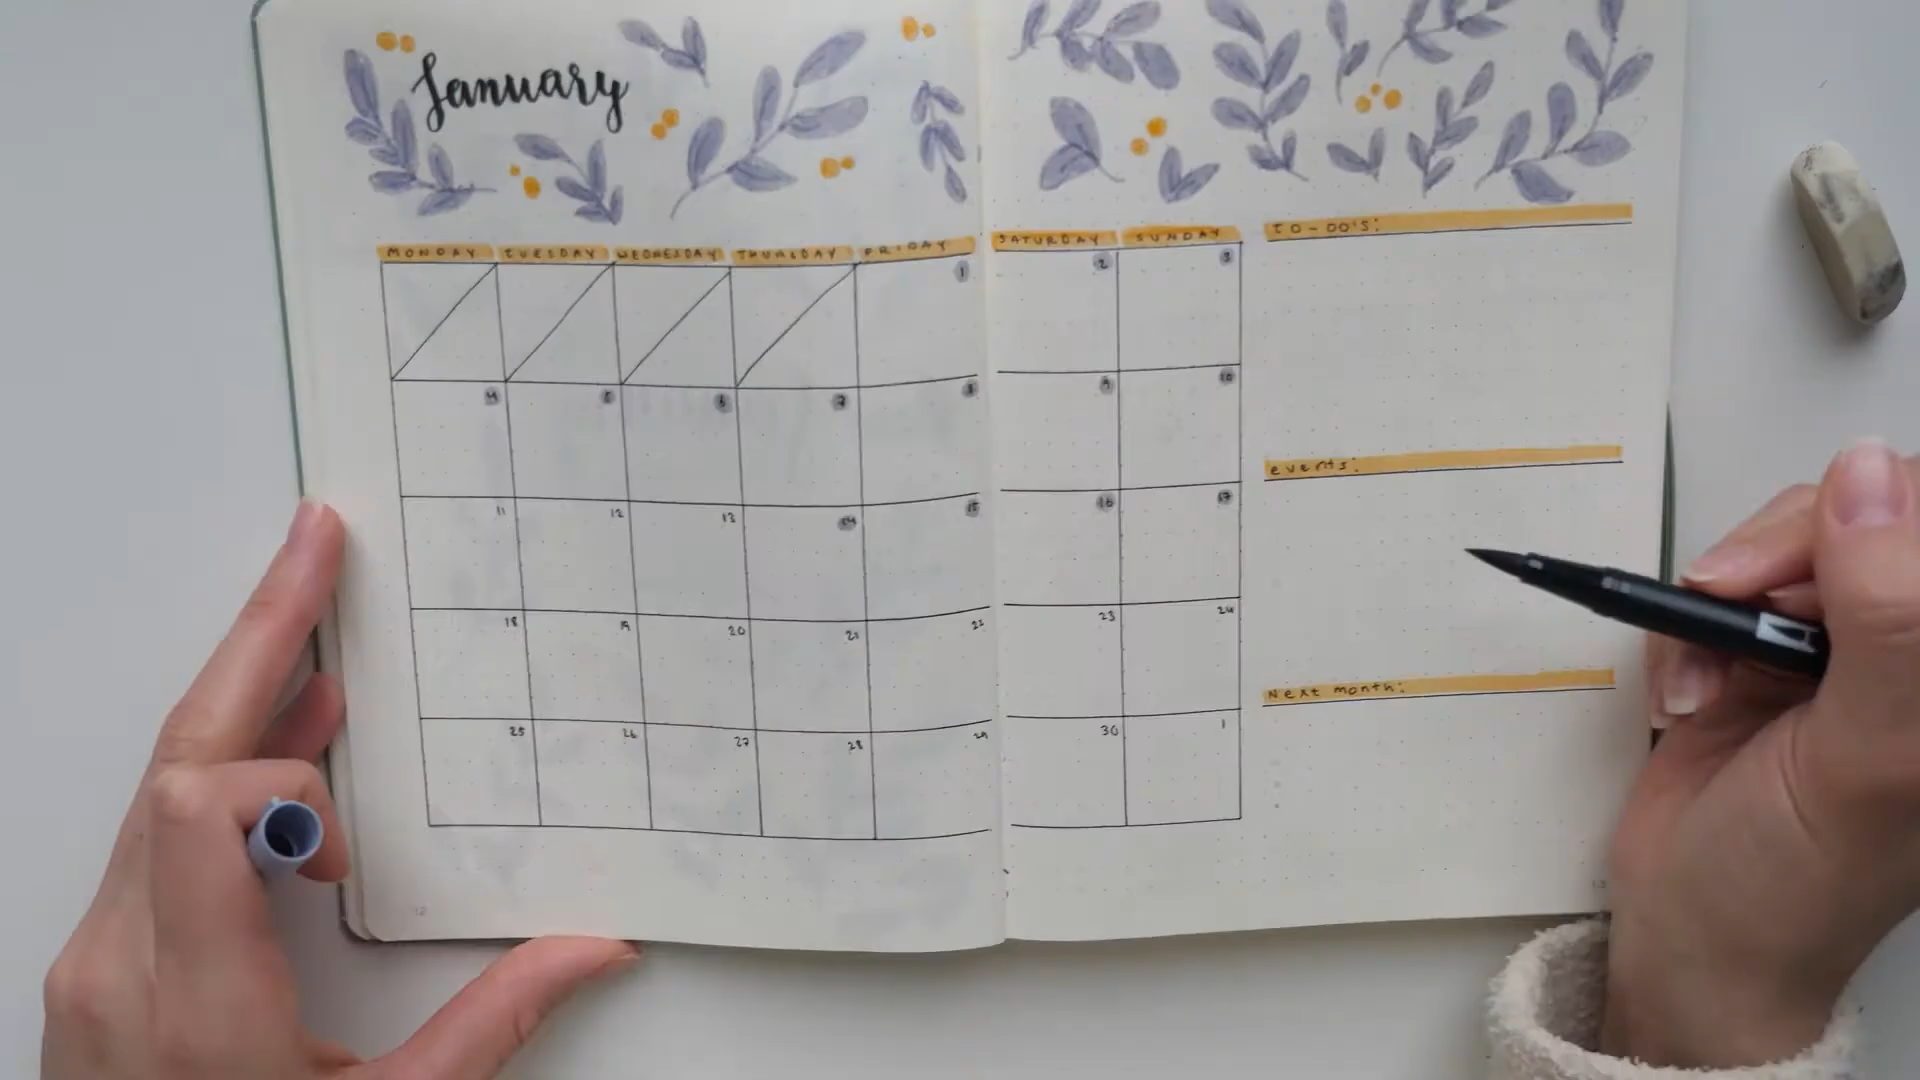 January
MONDAY TUESDAY WEDNESDAY THURSDAY FRIDAY SATURDAY SUNDAY
1 2 3
4 5 6 7 8 9 10
11 12 13 14 15 16 17
18 19 20 21 22 23 24
25 26 27 28 29 30 1
TO-DO'S:
events:
Next month:
12
13